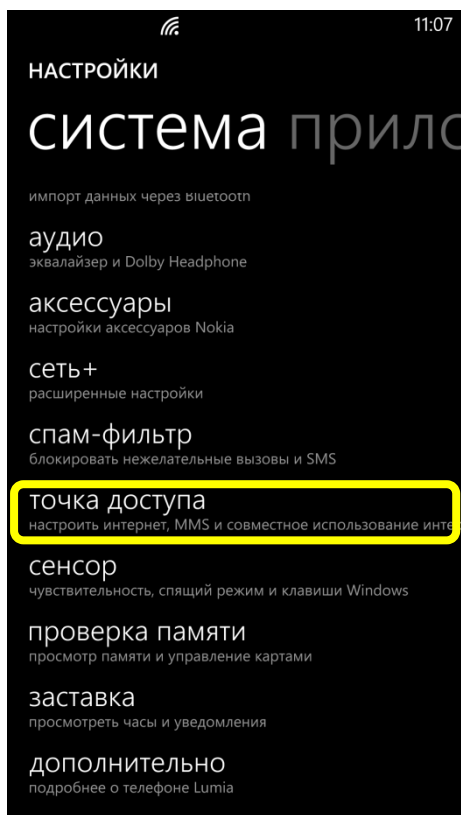 11:07
НАСТРОЙКИ
система прило
импорт данных через Bluetooth
аудио
эквалайзер и Dolby Headphone
аксессуары
настройки аксессуаров Nokia
сеть+
расширенные настройки
спам-фильтр
блокировать нежелательные вызовы и SMS
точка доступа
настроить интернет, MMS и совместное использование инте
сенсор
чувствительность, спящий режим и клавиши Windows
проверка памяти
просмотр памяти и управление картами
заставка
просмотреть часы и уведомления
дополнительно
подробнее о телефоне Lumia